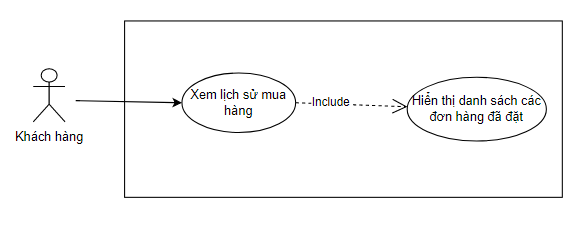 Xem lịch sử mua
hàng
Include
Hiển thị danh sách các
đơn hàng đã đặt
Khách hàng